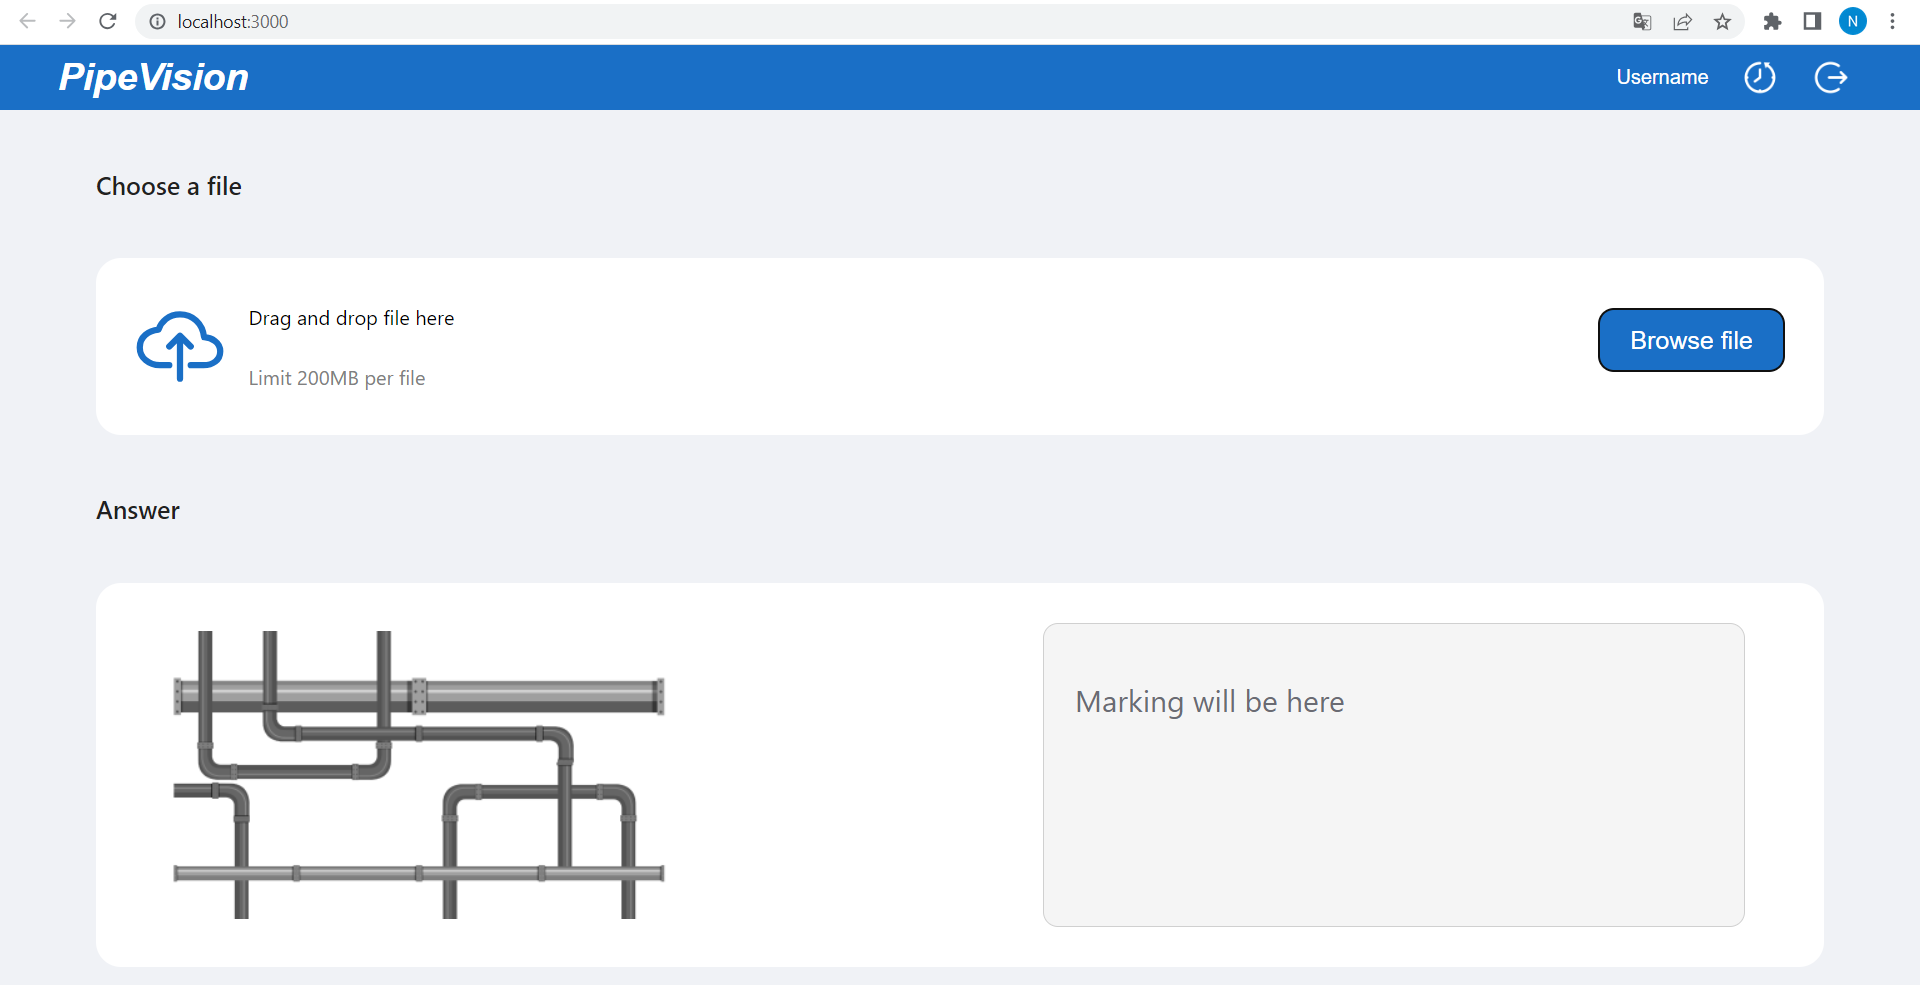 localhost:3000
N
PipeVision
Username
Choose a file
Drag and drop file here
Limit 200MB per file
Browse file
Answer
Marking will be here